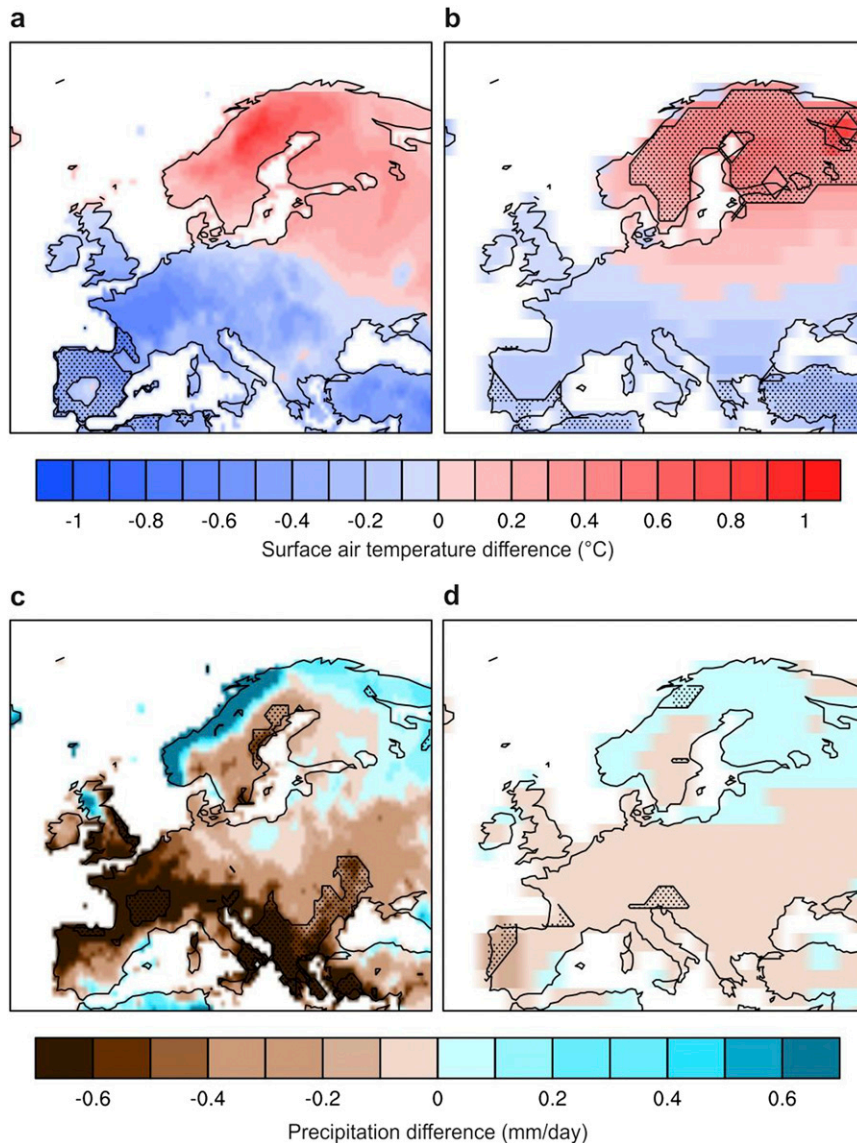 a
b
-1 -0.8 -0.6 -0.4 -0.2 0 0.2 0.4 0.6 0.8 1
Surface air temperature difference (°C)
c
d
-0.6 -0.4 -0.2 0 0.2 0.4 0.6
Precipitation difference (mm/day)